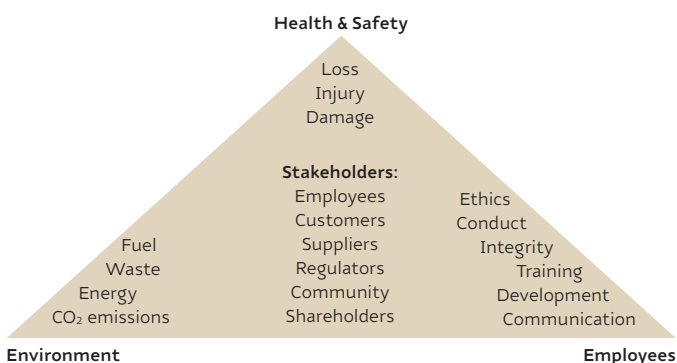 Health & Safety
Loss
Injury
Damage
Stakeholders:
Employees
Customers
Suppliers
Regulators
Community
Shareholders
Fuel
Waste
Energy
CO₂ emissions
Ethics
Conduct
Integrity
Training
Development
Communication
Environment
Employees